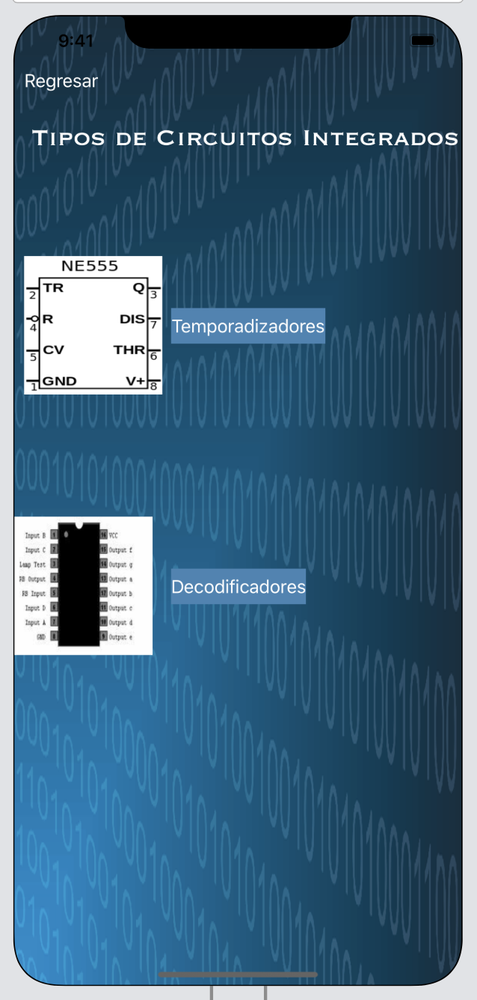 9:41
Regresar
TIPOS DE CIRCUITOS INTEGRADOS
NE555
2 TR Q 3
4 R DIS 7
5 CV THR 6
1 GND V+ 8
Temporadizadores
Input B 1 16 VCC
Input C 2 15 Output f
Lamp Test 3 14 Output g
RB Output 4 13 Output a
RB Input 5 12 Output b
Input D 6 11 Output c
Input A 7 10 Output d
GND 8 9 Output e
Decodificadores